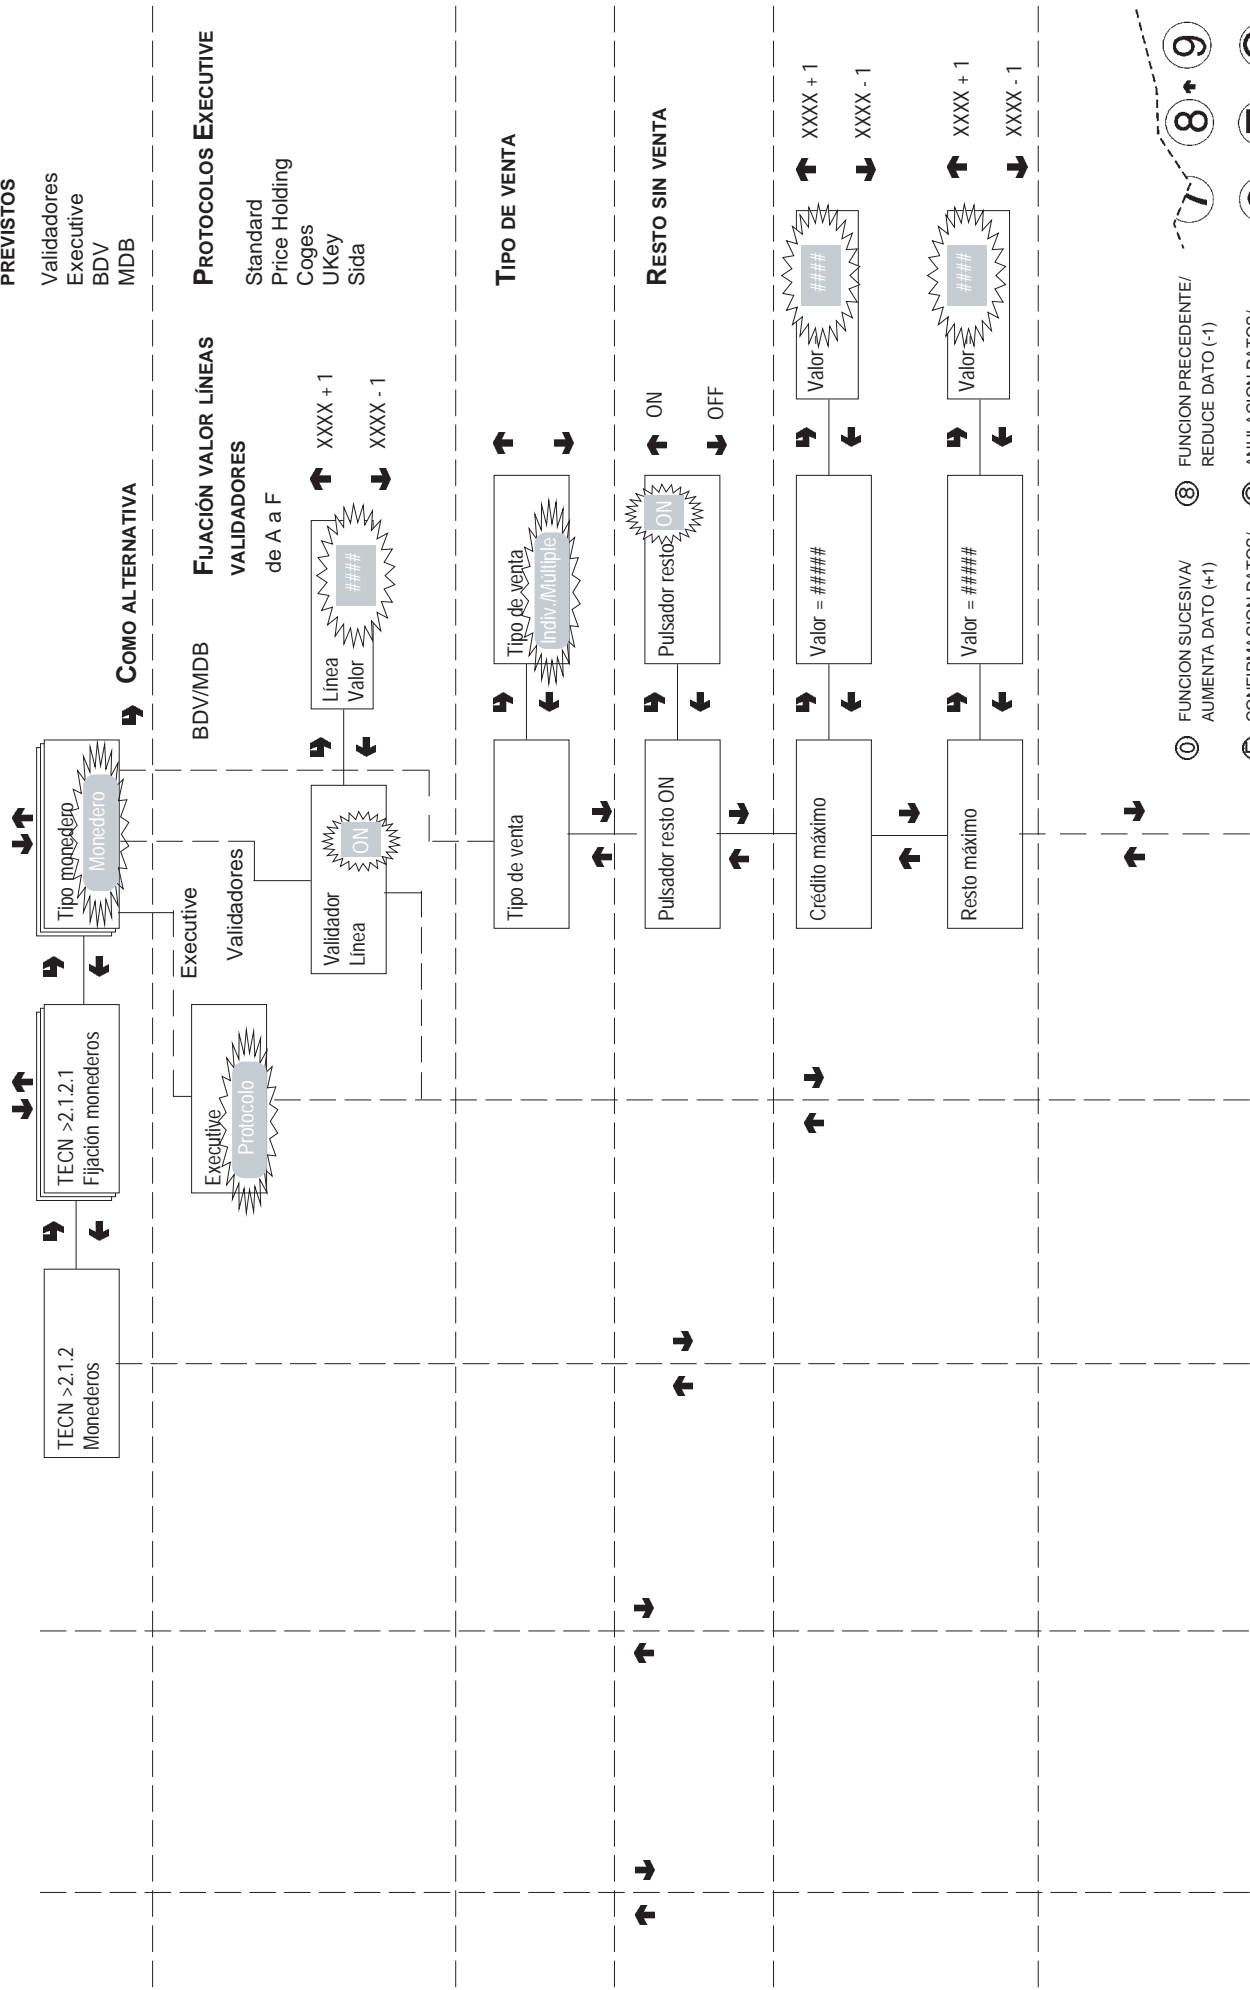 PREVISTOS
Validadores
Executive
BDV
MDB
TECN >2.1.2
Monederos
TECN >2.1.2.1
Fijación monederos
Tipo monedero
Monedero
COMO ALTERNATIVA
Executive
Protocolo
Executive
Validadores
BDV/MDB
FIJACIÓN VALOR LÍNEAS
VALIDADORES
de A a F
PROTOCOLOS EXECUTIVE
Standard
Price Holding
Coges
UKey
Sida
Validador
Línea
ON
Línea
Valor
####
XXXX + 1
XXXX - 1
Tipo de venta
Tipo de venta
Indiv./Múltiple
TIPO DE VENTA
Pulsador resto ON
Pulsador resto
ON
ON
OFF
RESTO SIN VENTA
Crédito máximo
Valor = #####
Valor
####
XXXX + 1
XXXX - 1
Resto máximo
Valor = #####
Valor
####
XXXX + 1
XXXX - 1
0 FUNCION SUCESIVA/
AUMENTA DATO (+1)
8 FUNCION PRECEDENTE/
REDUCE DATO (-1)
7 8 9